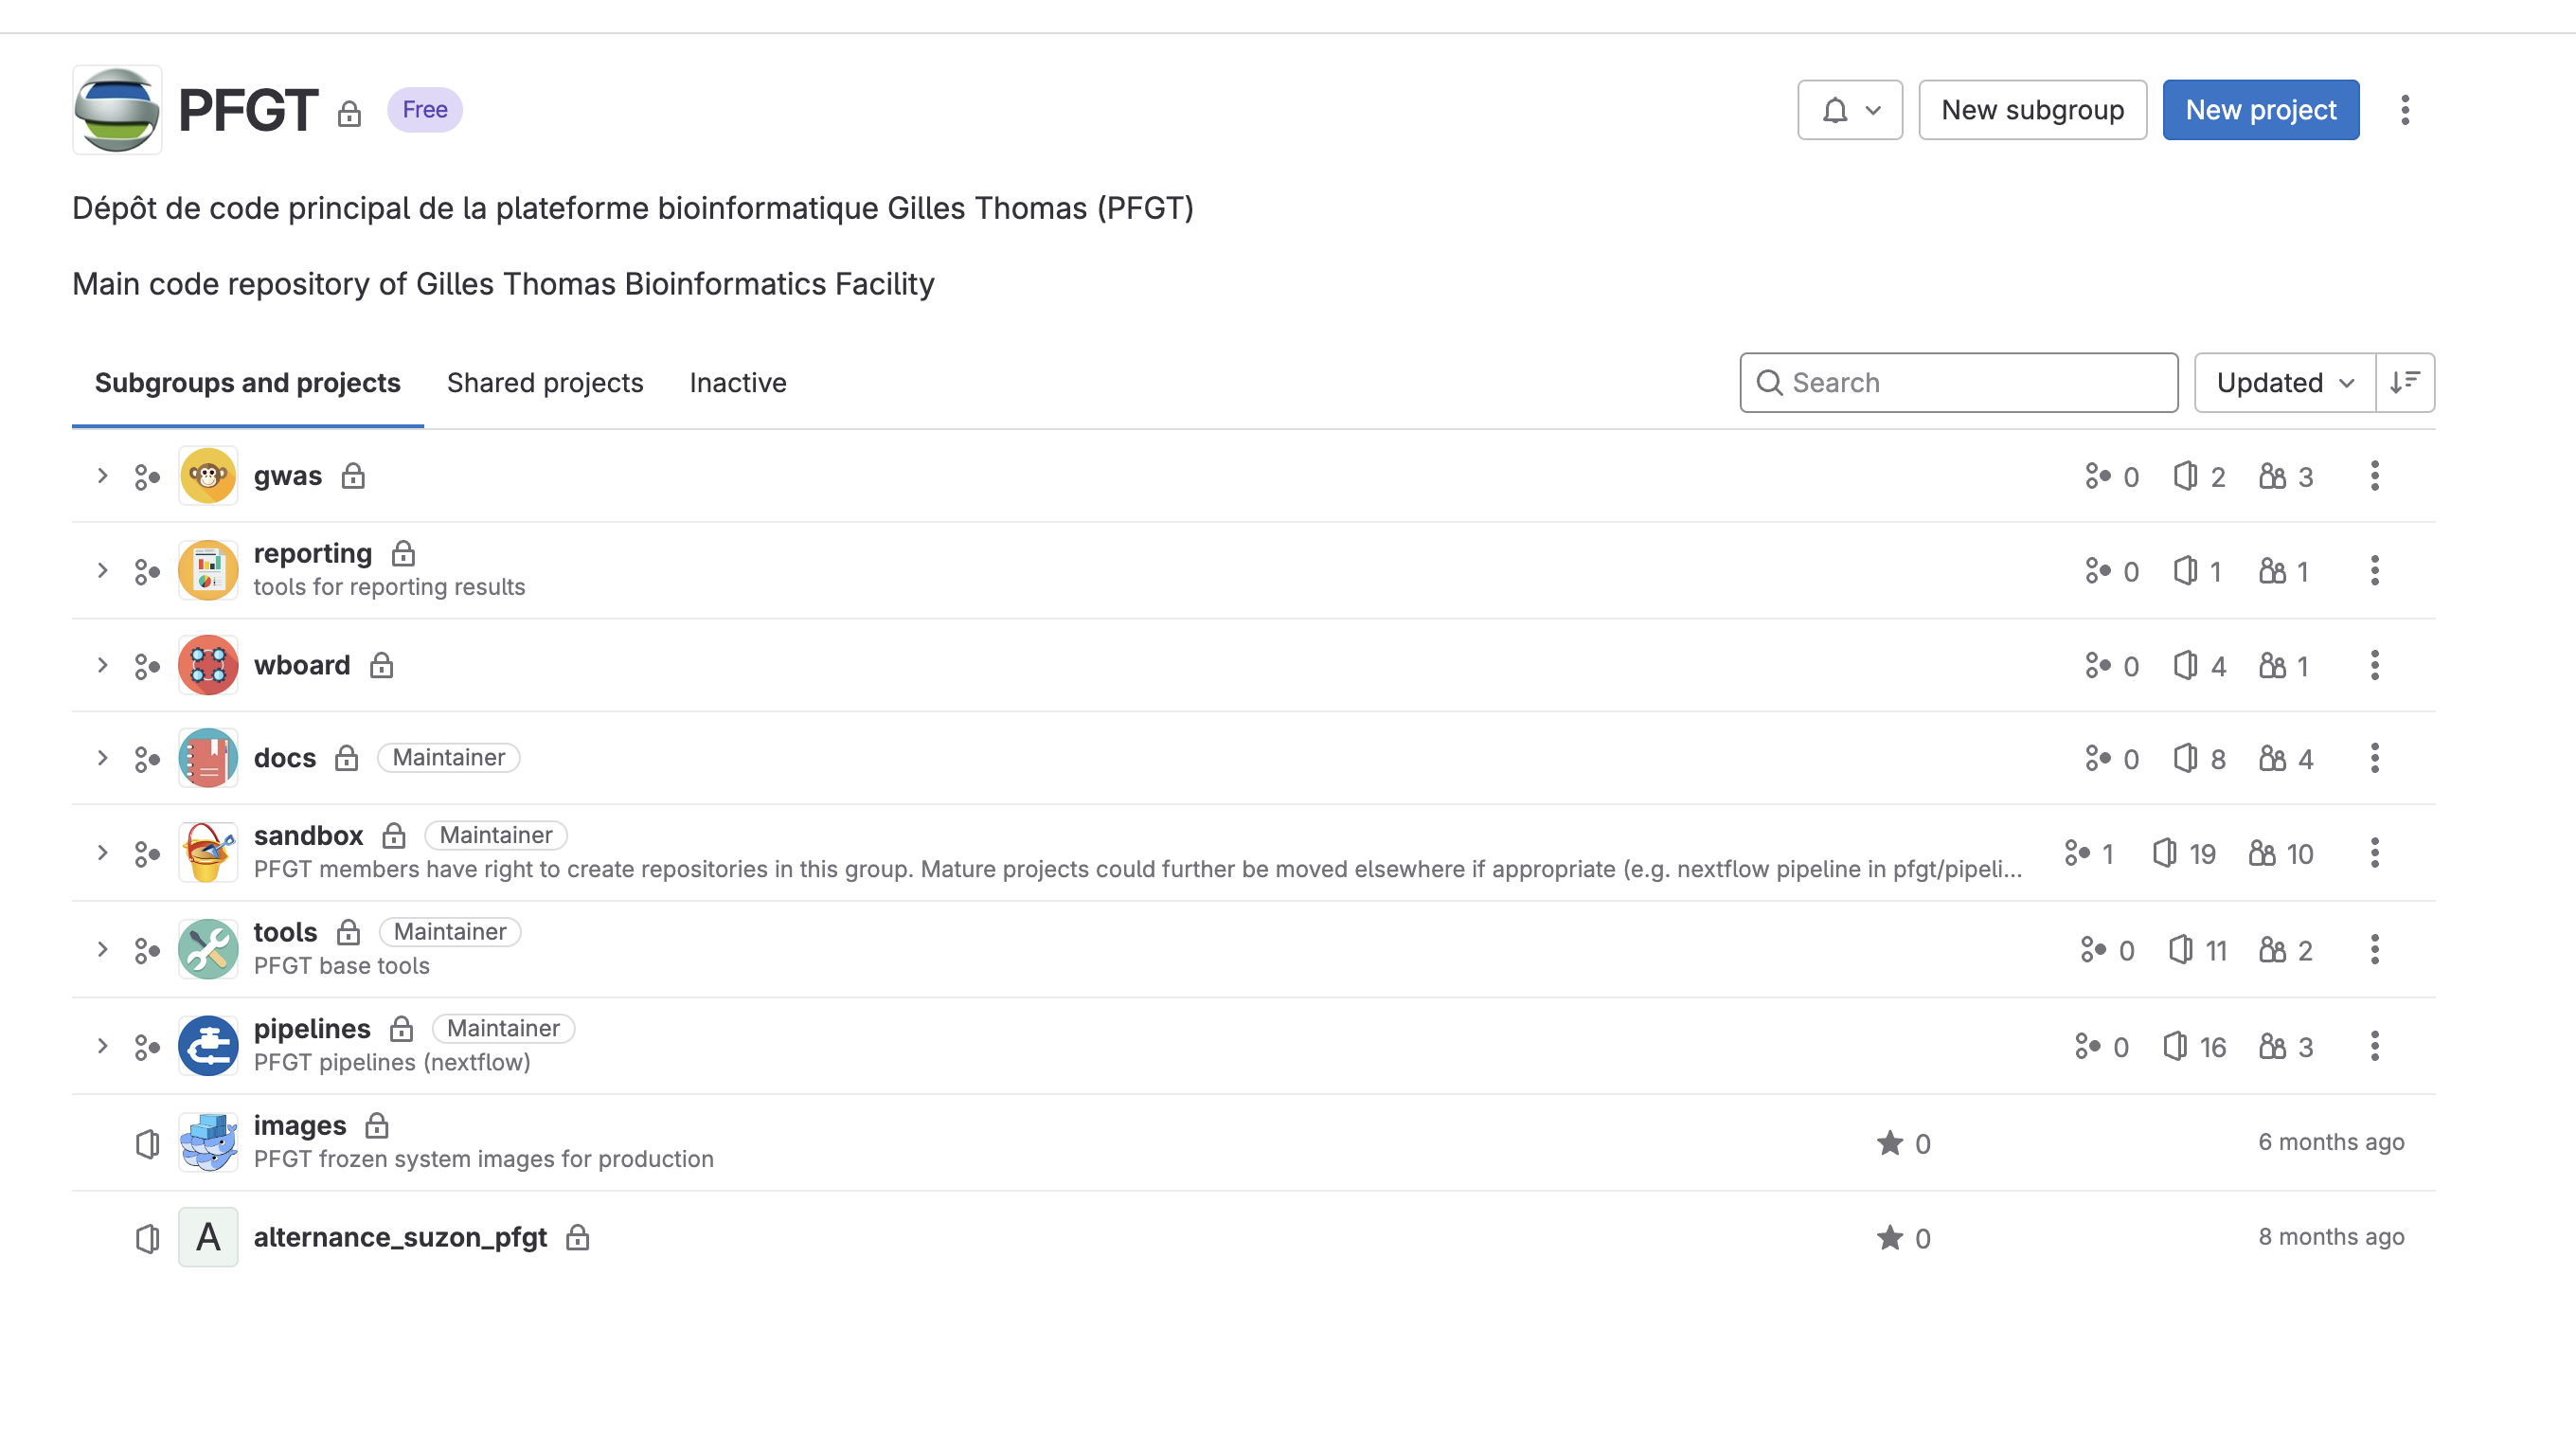 PFGT Free New subgroup New project
Dépôt de code principal de la plateforme bioinformatique Gilles Thomas (PFGT)
Main code repository of Gilles Thomas Bioinformatics Facility
Subgroups and projects Shared projects Inactive Search Updated
gwas 0 2 3
reporting
tools for reporting results 0 1 1
wboard 0 4 1
docs Maintainer 0 8 4
sandbox Maintainer
PFGT members have right to create repositories in this group. Mature projects could further be moved elsewhere if appropriate (e.g. nextflow pipeline in pfgt/pipeli... 1 19 10
tools Maintainer
PFGT base tools 0 11 2
pipelines Maintainer
PFGT pipelines (nextflow) 0 16 3
images
PFGT frozen system images for production 0 6 months ago
A alternance_suzon_pfgt 0 8 months ago